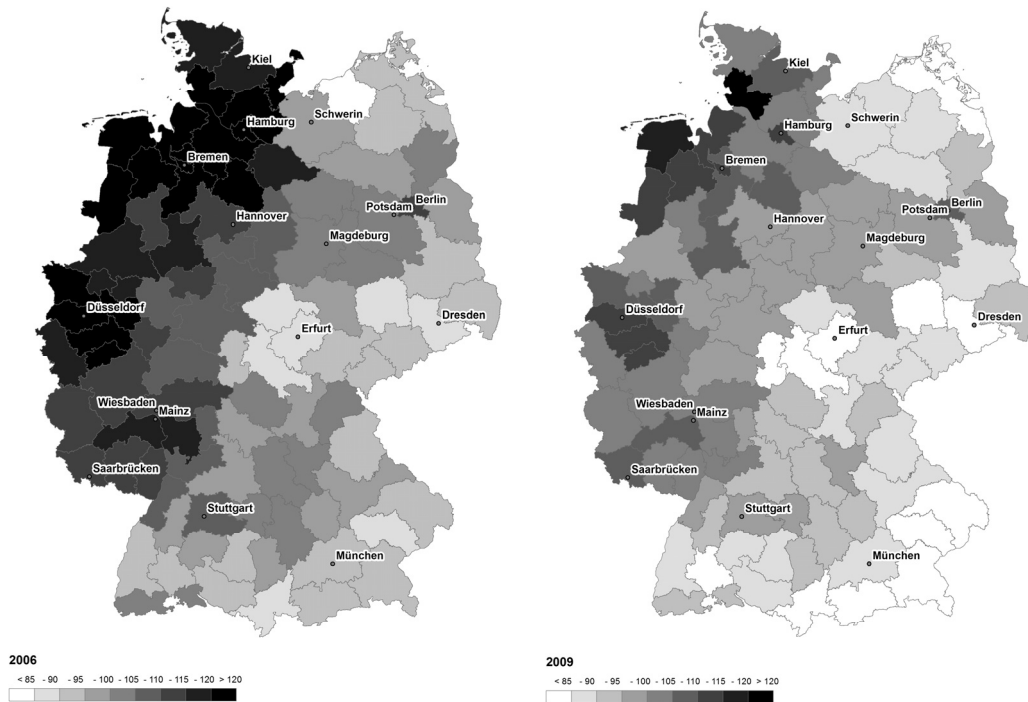 Kiel
Schwerin
Hamburg
Bremen
Berlin
Potsdam
Hannover
Magdeburg
Düsseldorf
Erfurt
Dresden
Wiesbaden
Mainz
Saarbrücken
Stuttgart
München
2006
< 85 - 90 - 95 - 100 - 105 - 110 - 115 - 120 > 120
Kiel
Schwerin
Hamburg
Bremen
Berlin
Potsdam
Hannover
Magdeburg
Düsseldorf
Erfurt
Dresden
Wiesbaden
Mainz
Saarbrücken
Stuttgart
München
2009
< 85 - 90 - 95 - 100 - 105 - 110 - 115 - 120 > 120